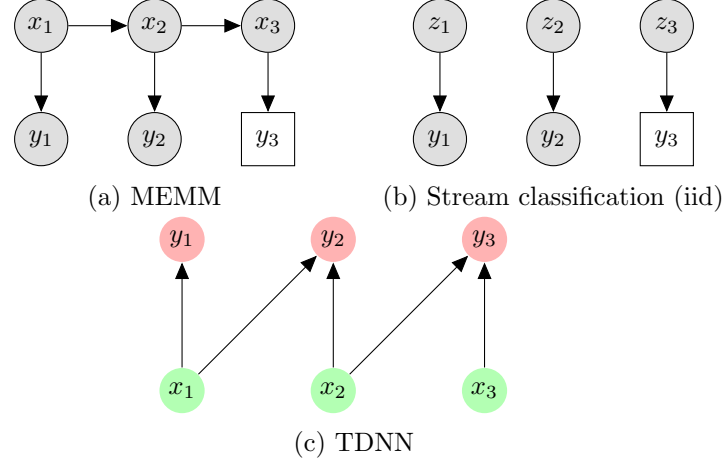 x₁ x₂ x₃ z₁ z₂ z₃
y₁ y₂ y₃ y₁ y₂ y₃
(a) MEMM (b) Stream classification (iid)
y₁ y₂ y₃
x₁ x₂ x₃
(c) TDNN